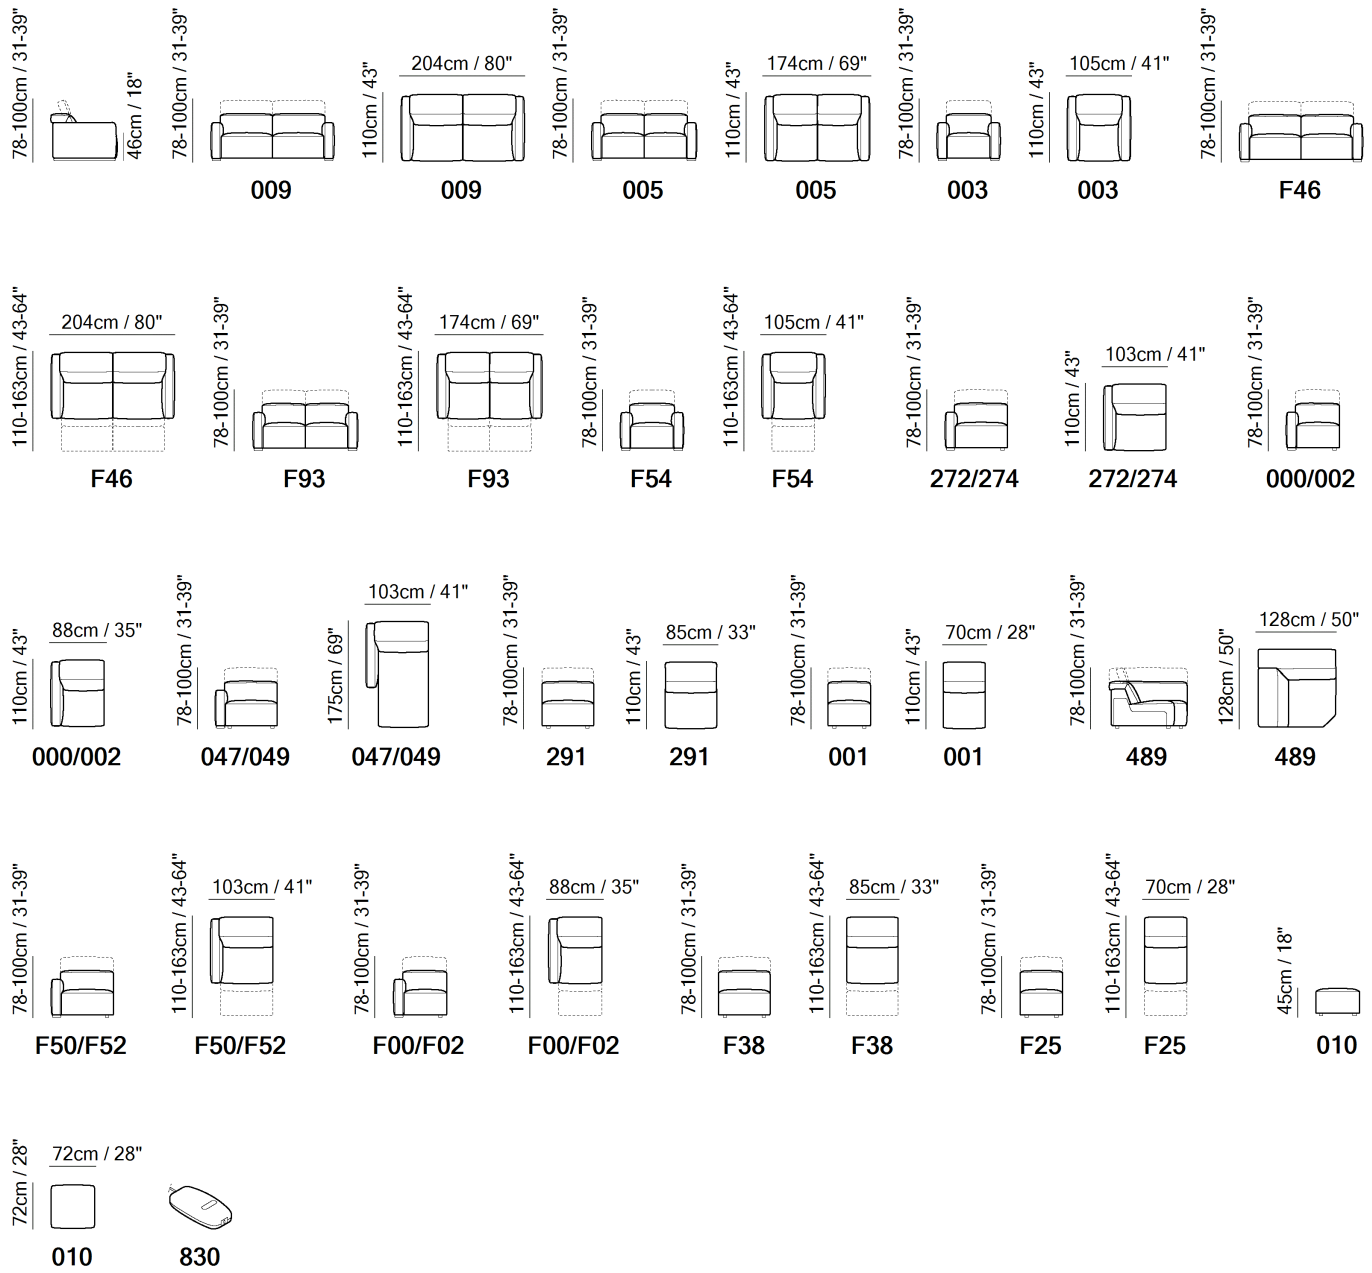 78-100cm / 31-39"
46cm / 18"
78-100cm / 31-39"
009
110cm / 43"
204cm / 80"
009
78-100cm / 31-39"
005
110cm / 43"
174cm / 69"
005
78-100cm / 31-39"
003
110cm / 43"
105cm / 41"
003
78-100cm / 31-39"
F46
110-163cm / 43-64"
204cm / 80"
F46
78-100cm / 31-39"
F93
110-163cm / 43-64"
174cm / 69"
F93
78-100cm / 31-39"
F54
110-163cm / 43-64"
105cm / 41"
F54
78-100cm / 31-39"
272/274
110cm / 43"
103cm / 41"
272/274
78-100cm / 31-39"
000/002
110cm / 43"
88cm / 35"
000/002
78-100cm / 31-39"
047/049
175cm / 69"
103cm / 41"
047/049
78-100cm / 31-39"
291
110cm / 43"
85cm / 33"
291
78-100cm / 31-39"
001
110cm / 43"
70cm / 28"
001
78-100cm / 31-39"
489
128cm / 50"
128cm / 50"
489
78-100cm / 31-39"
F50/F52
110-163cm / 43-64"
103cm / 41"
F50/F52
78-100cm / 31-39"
F00/F02
110-163cm / 43-64"
88cm / 35"
F00/F02
78-100cm / 31-39"
F38
110-163cm / 43-64"
85cm / 33"
F38
78-100cm / 31-39"
F25
110-163cm / 43-64"
70cm / 28"
F25
45cm / 18"
010
72cm / 28"
72cm / 28"
010
830